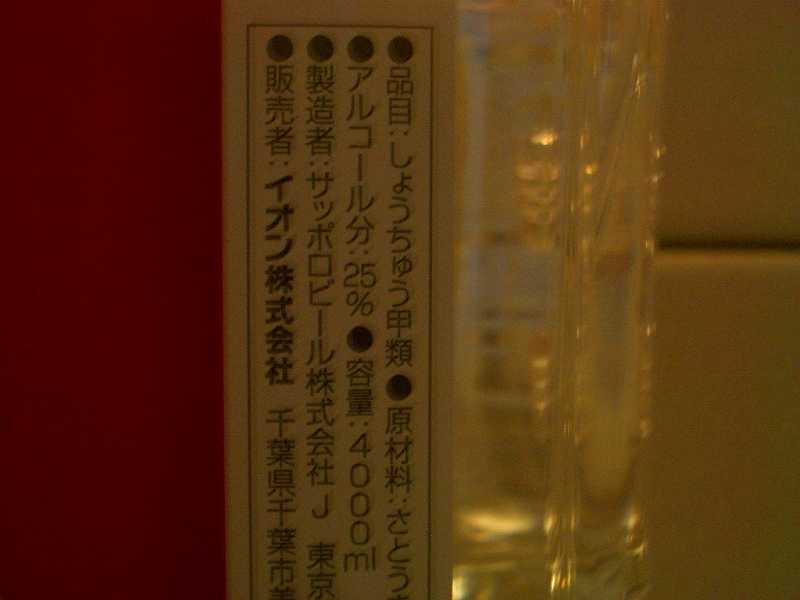 ●品目:しょうちゅう甲類●原材料:さとうき
●アルコール分:25%●容量:4000ml
●製造者:サッポロビール株式会社 J 東京
●販売者:イオン株式会社 千葉県千葉市美